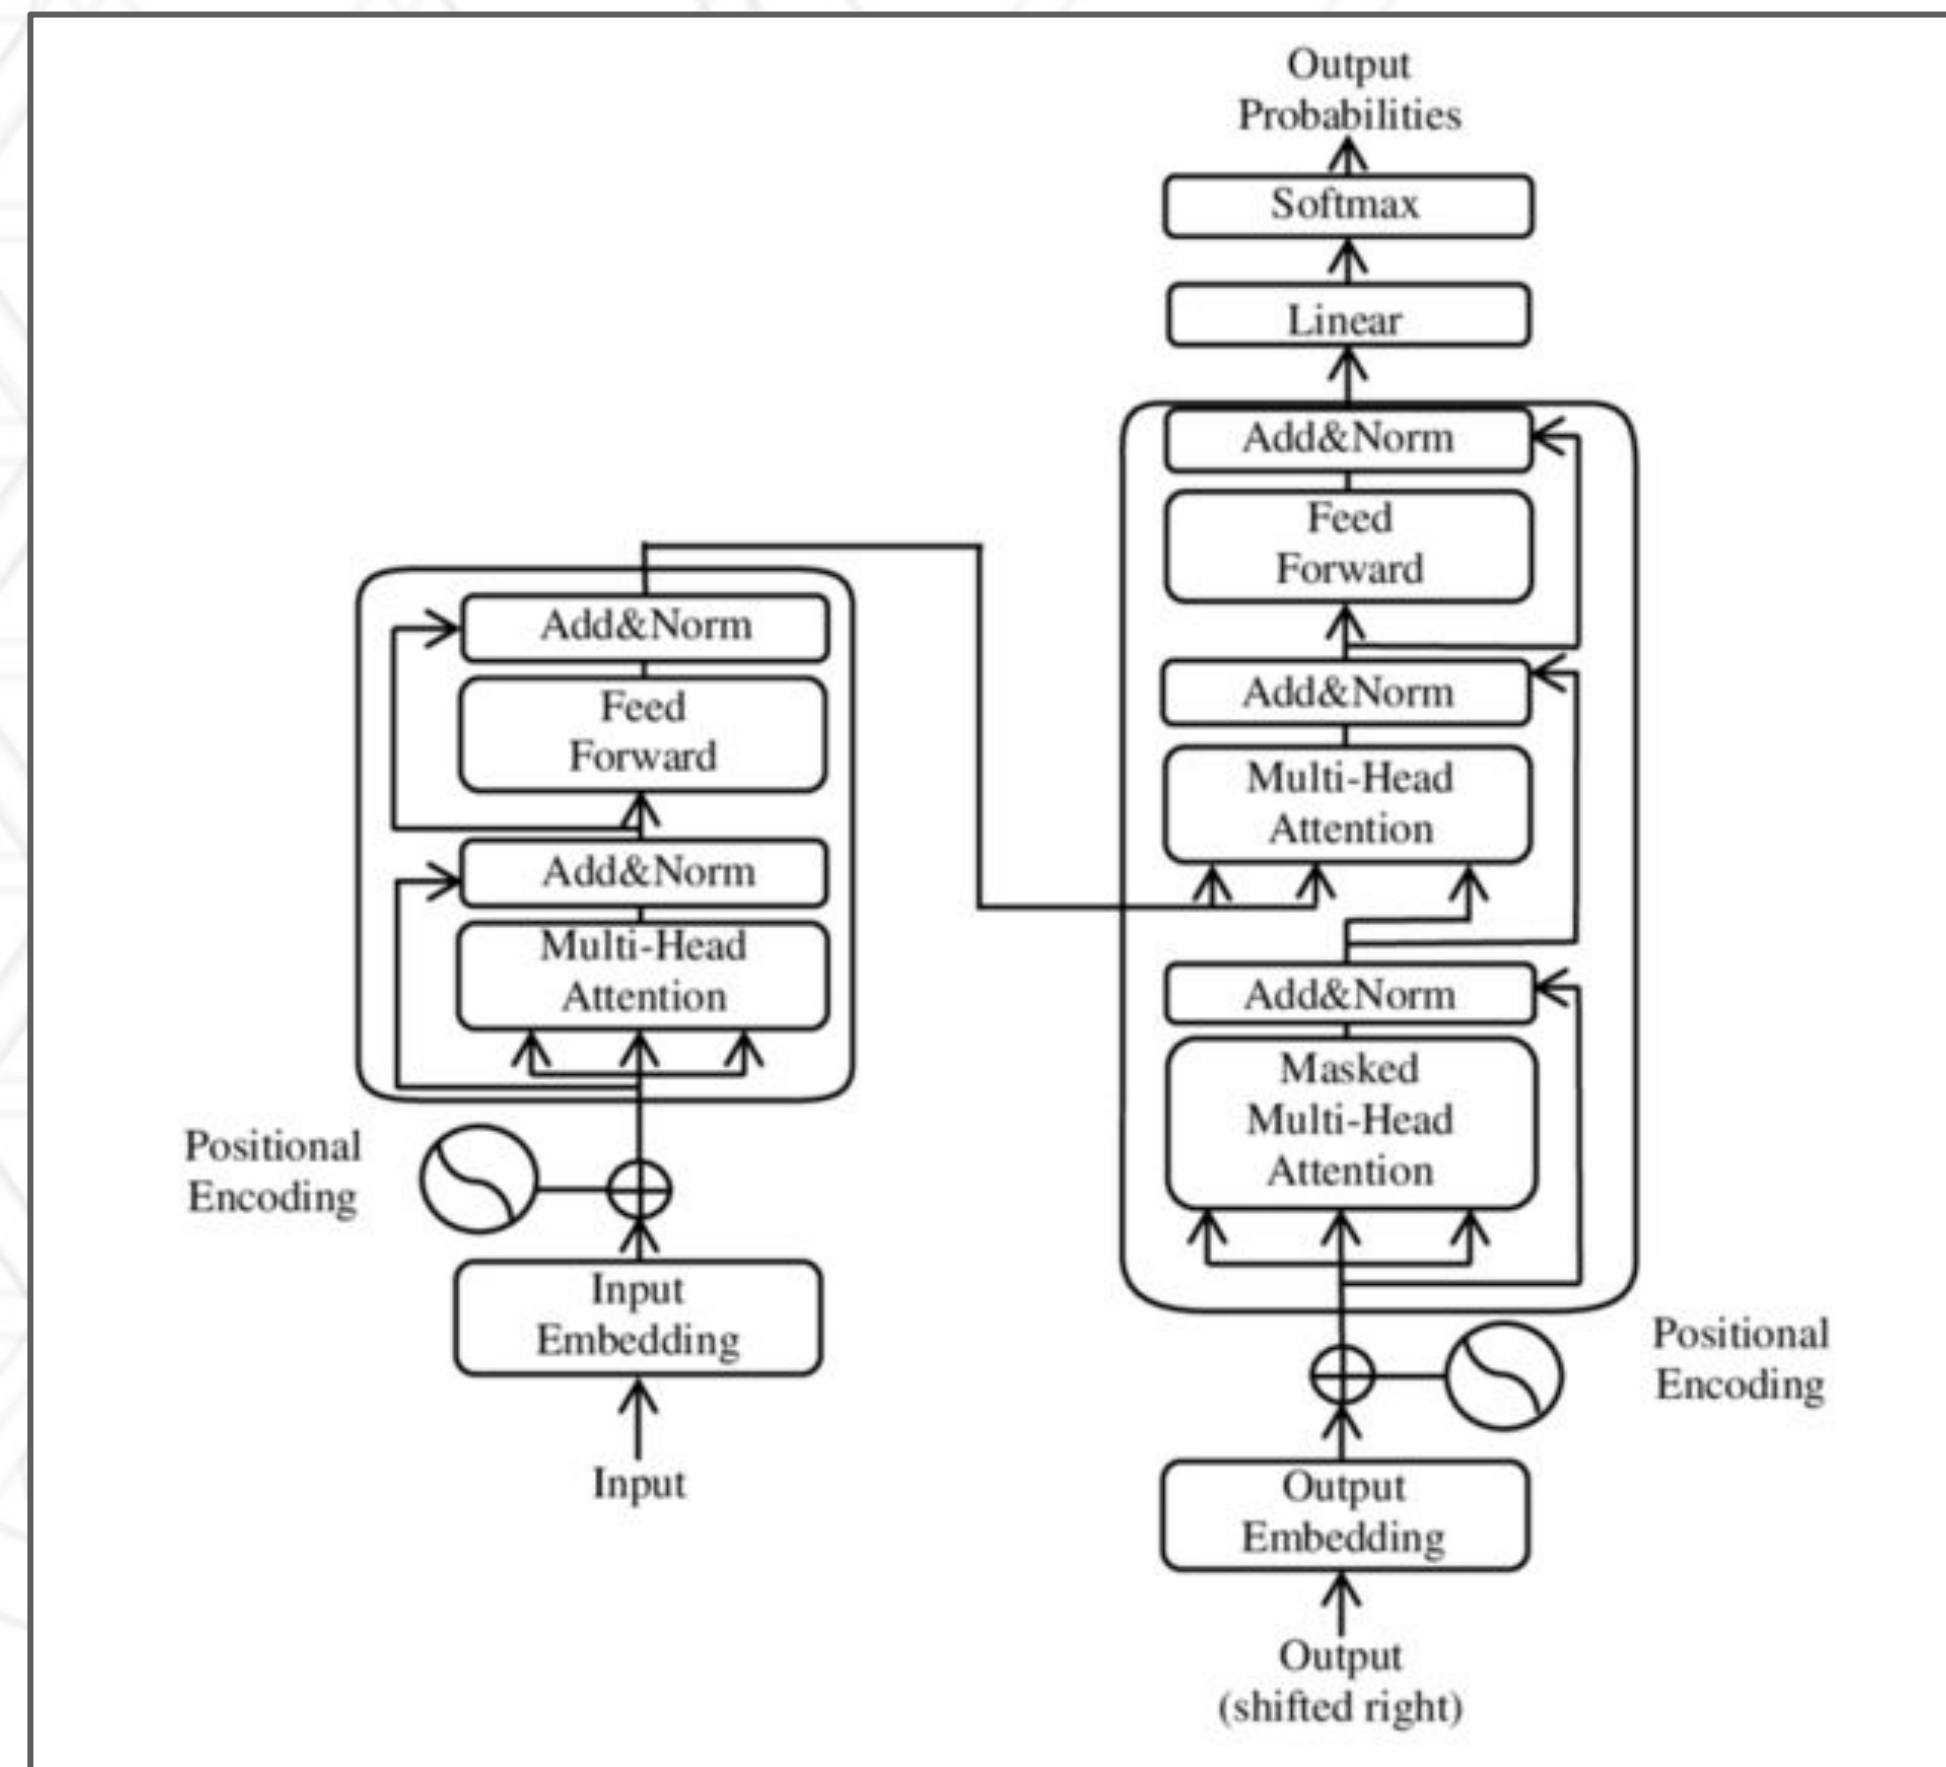 Output
Probabilities
Softmax
Linear
Add&Norm
Feed
Forward
Add&Norm
Multi-Head
Attention
Add&Norm
Masked
Multi-Head
Attention
Positional
Encoding
Output
Embedding
Output
(shifted right)
Add&Norm
Feed
Forward
Add&Norm
Multi-Head
Attention
Positional
Encoding
Input
Embedding
Input